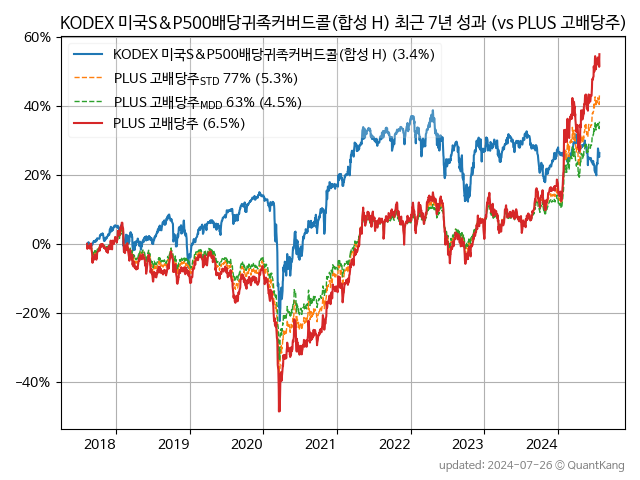 KODEX 미국S&P500배당귀족커버드콜(합성 H) 최근 7년 성과 (vs PLUS 고배당주)
60%
40%
20%
0%
−20%
−40%
KODEX 미국S&P500배당귀족커버드콜(합성 H) (3.4%)
PLUS 고배당주STD 77% (5.3%)
PLUS 고배당주MDD 63% (4.5%)
PLUS 고배당주 (6.5%)
2018 2019 2020 2021 2022 2023 2024
updated: 2024-07-26 © QuantKang